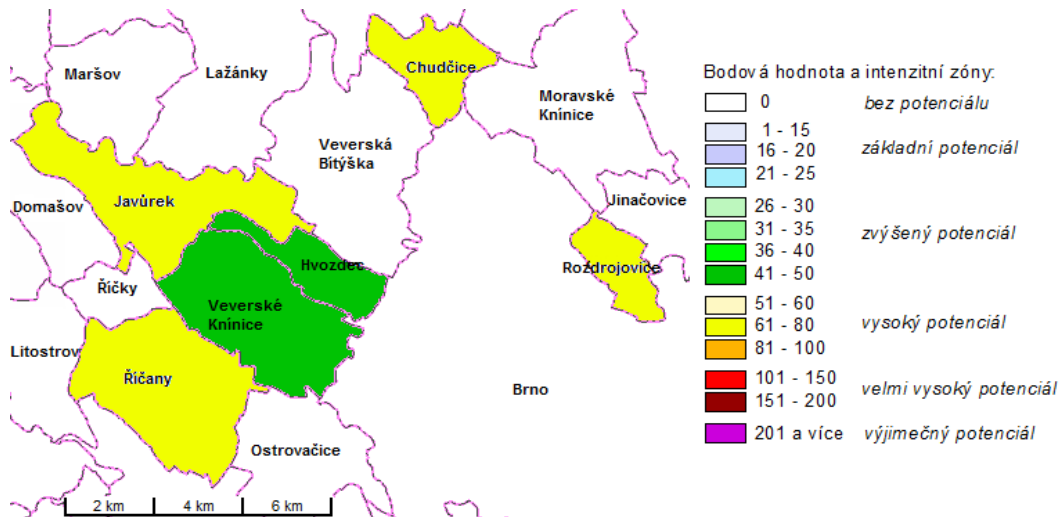 Maršov
Lažánky
Chudčice
Moravské
Knínice
Veverská
Bítýška
Domašov
Javůrek
Jinačovice
Hvozdec
Rozdrojovice
Říčky
Veverské
Knínice
Litostrov
Říčany
Brno
Ostrovačice
2 km
4 km
6 km
Bodová hodnota a intenzitní zóny:
0 bez potenciálu
1 - 15
16 - 20 základní potenciál
21 - 25
26 - 30
31 - 35 zvýšený potenciál
36 - 40
41 - 50
51 - 60
61 - 80 vysoký potenciál
81 - 100
101 - 150 velmi vysoký potenciál
151 - 200
201 a více výjimečný potenciál